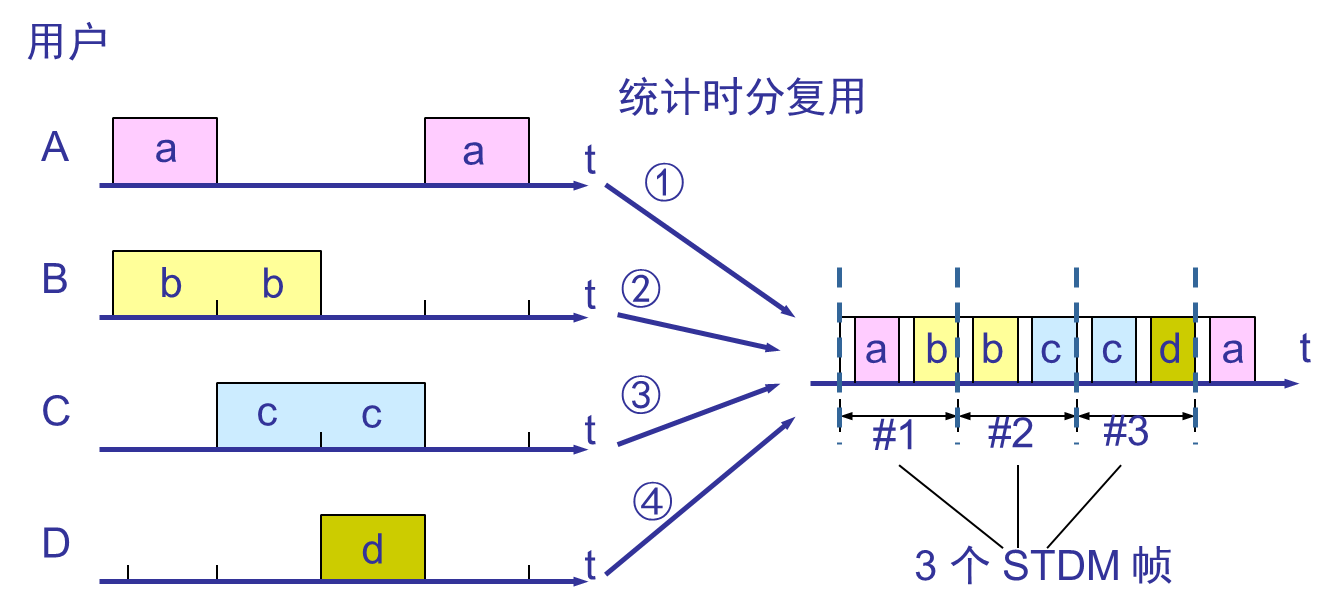 用户
统计时分复用
A a a t
①
B b b t
②
C c c t
③
D d t
④
a b b c c d a t
#1 #2 #3
3 个 STDM 帧